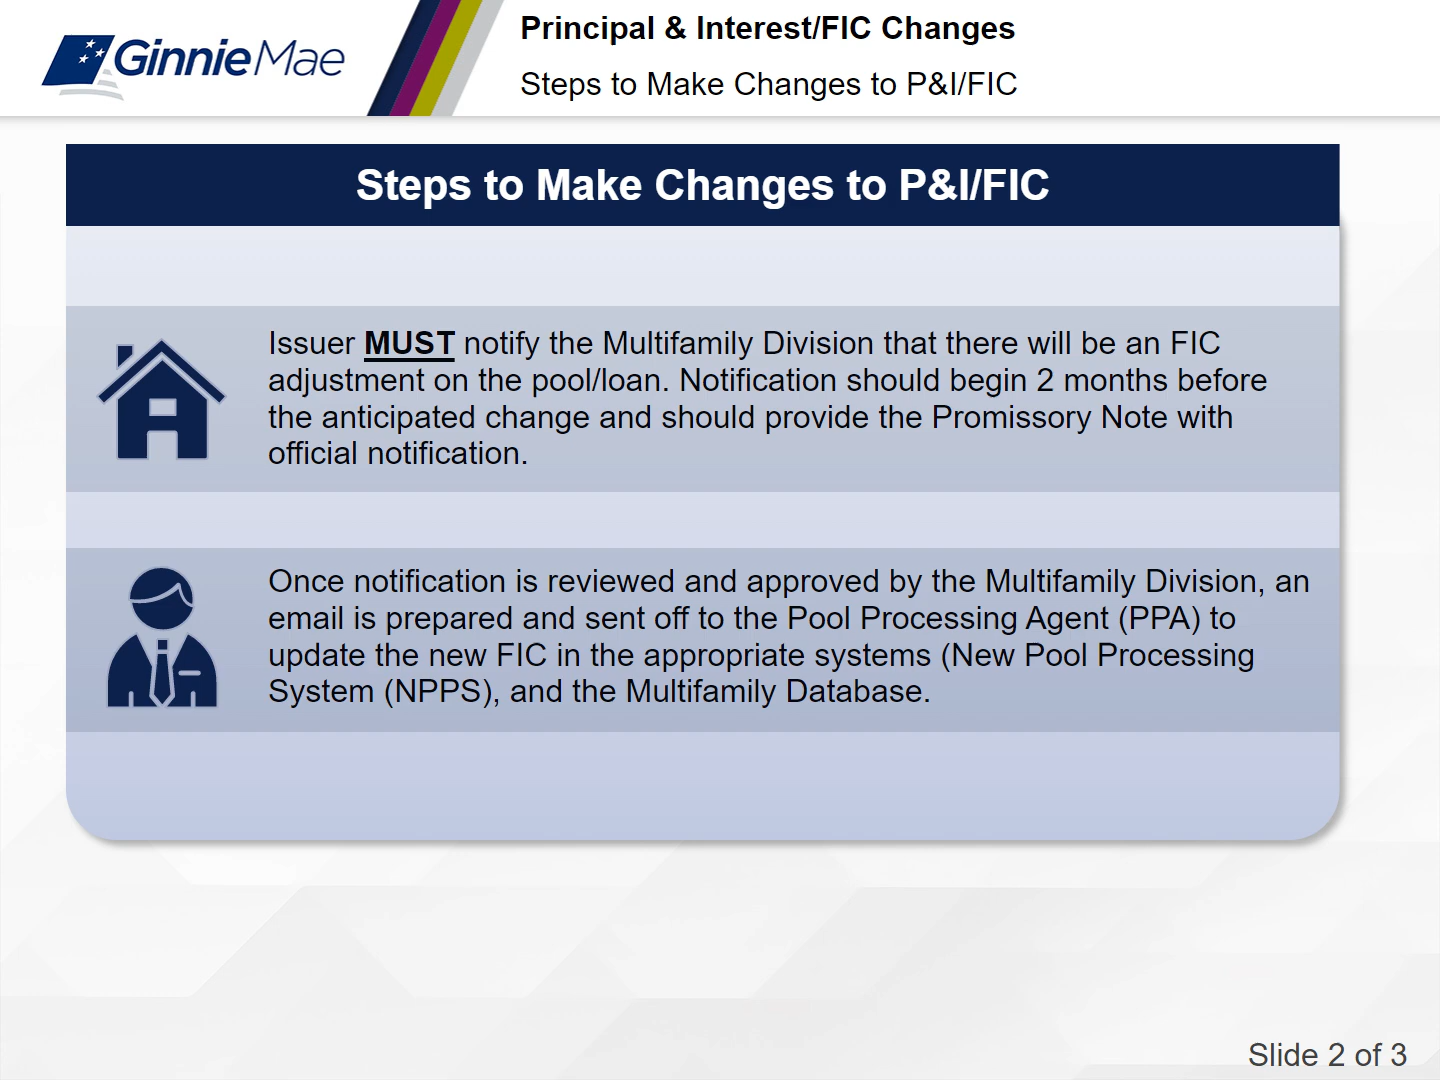 GinnieMae
Principal & Interest/FIC Changes
Steps to Make Changes to P&I/FIC
Steps to Make Changes to P&I/FIC
Issuer MUST notify the Multifamily Division that there will be an FIC
adjustment on the pool/loan. Notification should begin 2 months before
the anticipated change and should provide the Promissory Note with
official notification.
Once notification is reviewed and approved by the Multifamily Division, an
email is prepared and sent off to the Pool Processing Agent (PPA) to
update the new FIC in the appropriate systems (New Pool Processing
System (NPPS), and the Multifamily Database.
Slide 2 of 3